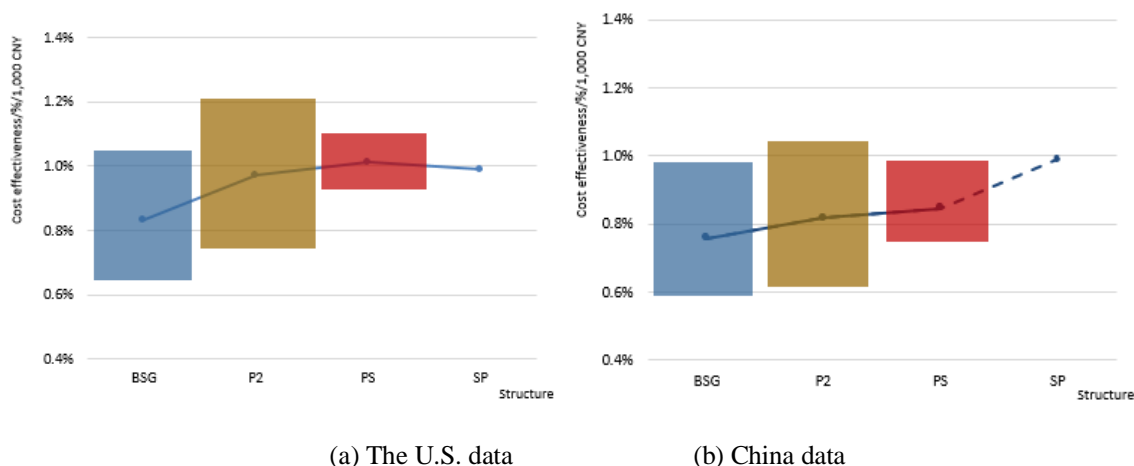 Cost effectiveness/%/1,000 CNY
1.4%
1.2%
1.0%
0.8%
0.6%
0.4%
BSG P2 PS SP
Structure
(a) The U.S. data
Cost effectiveness/%/1,000 CNY
1.4%
1.2%
1.0%
0.8%
0.6%
0.4%
BSG P2 PS SP
Structure
(b) China data